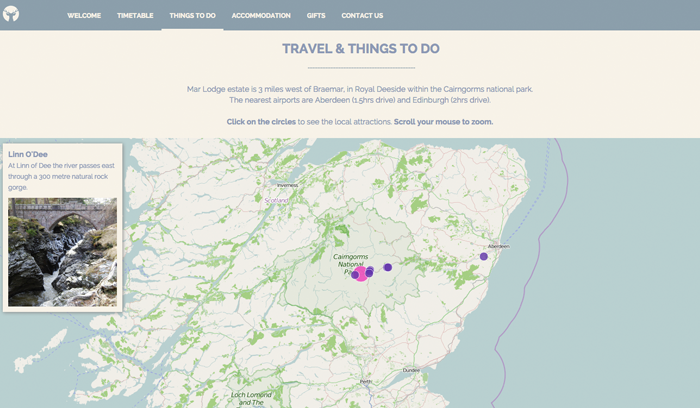 WELCOME TIMETABLE THINGS TO DO ACCOMMODATION GIFTS CONTACT US
TRAVEL & THINGS TO DO
Mar Lodge estate is 3 miles west of Braemar, in Royal Deeside within the Cairngorms national park.
The nearest airports are Aberdeen (1.5hrs drive) and Edinburgh (2hrs drive).
Click on the circles to see the local attractions. Scroll your mouse to zoom.
Linn O'Dee
At Linn of Dee the river passes east
through a 300 metre natural rock
gorge.
Inverness
Scotland
Aberdeen
Cairngorms
National
Pa
Dundee
Perth
Loch Lomond
and The